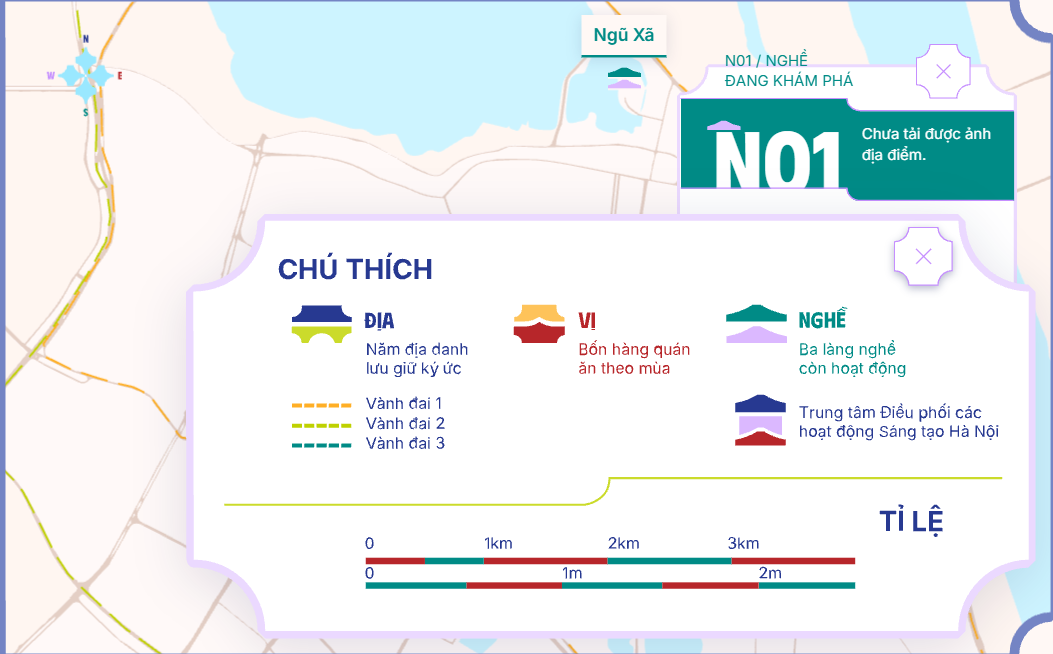 N
W
E
S
Ngũ Xã
N01 / NGHỀ
ĐANG KHÁM PHÁ
N01
Chưa tải được ảnh
địa điểm.
CHÚ THÍCH
ĐỊA
Năm địa danh
lưu giữ ký ức
VỊ
Bốn hàng quán
ăn theo mùa
NGHỀ
Ba làng nghề
còn hoạt động
Vành đai 1
Vành đai 2
Vành đai 3
Trung tâm Điều phối các
hoạt động Sáng tạo Hà Nội
TỈ LỆ
0 1km 2km 3km
0 1m 2m